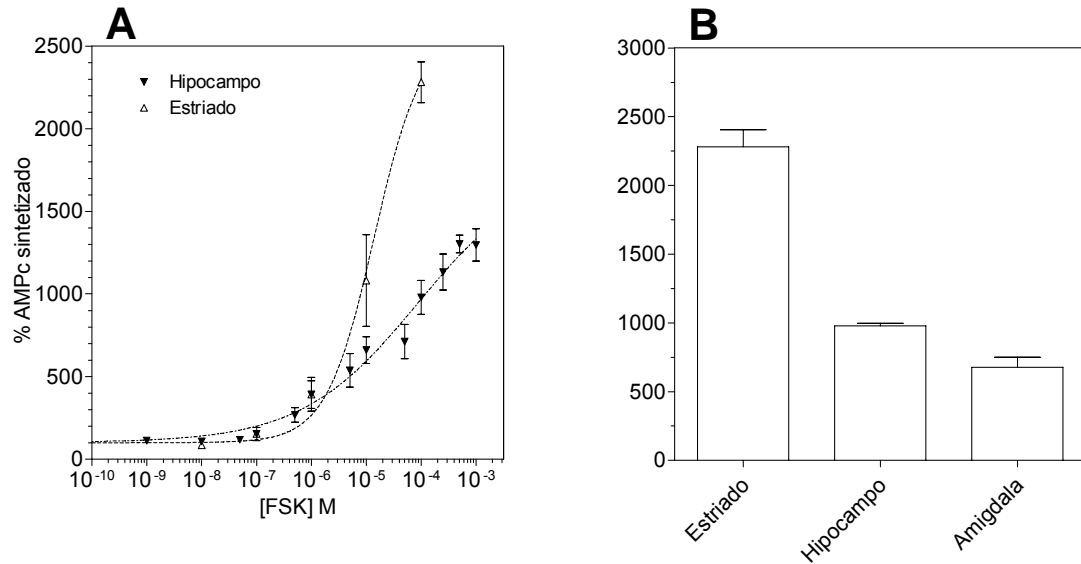 A
% AMPc sintetizado
2500
2000
1500
1000
500
0
Hipocampo
Estriado
10-10
10-9
10-8
10-7
10-6
10-5
10-4
10-3
[FSK] M
B
3000
2500
2000
1500
1000
500
0
Estriado
Hipocampo
Amigdala